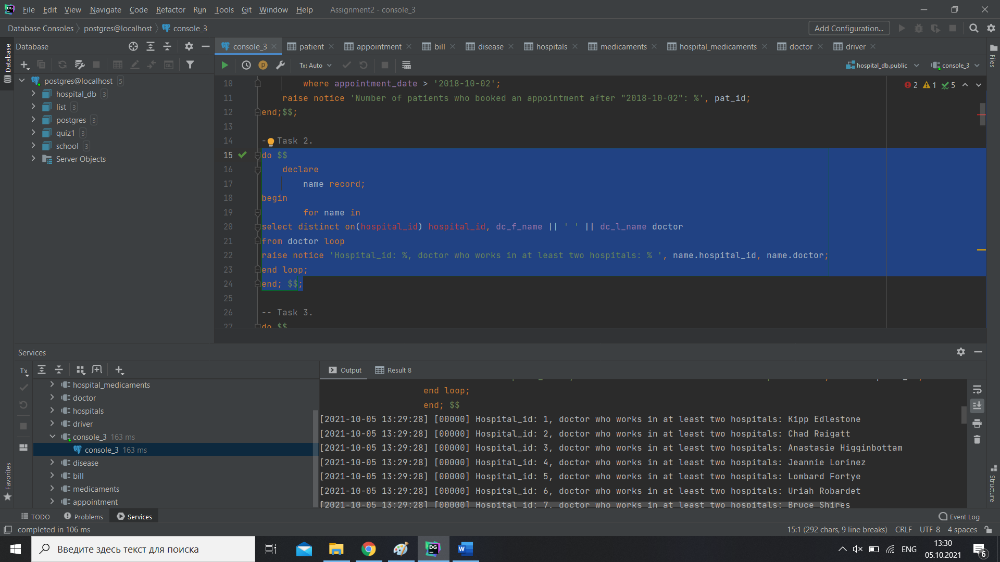 File Edit View Navigate Code Refactor Run Tools Git Window Help Assignment2 - console_3
Database Consoles postgres@localhost console_3 Add Configuration...
Database
console_3 patient appointment bill disease hospitals medicaments hospital_medicaments doctor driver
Tx: Auto hospital_db.public console_3
Database
Files
postgres@localhost 5
hospital_db 3
list 3
postgres 3
quiz1 3
school 3
Server Objects
2 1 5
10 where appointment_date > '2018-10-02';
11 raise notice 'Number of patients who booked an appointment after "2018-10-02": %', pat_id;
12 end;$$;
13
14 - Task 2.
15 do $$
16 declare
17 name record;
18 begin
19 for name in
20 select distinct on(hospital_id) hospital_id, dc_f_name || ' ' || dc_l_name doctor
21 from doctor loop
22 raise notice 'Hospital_id: %, doctor who works in at least two hospitals: % ', name.hospital_id, name.doctor;
23 end loop;
24 end; $$;
25
26 -- Task 3.
27 do $$
Services
Tx
Output Result 8
hospital_medicaments
doctor
hospitals
driver
console_3 163 ms
console_3 163 ms
disease
bill
medicaments
appointment
end loop;
end; $$
[2021-10-05 13:29:28] [00000] Hospital_id: 1, doctor who works in at least two hospitals: Kipp Edlestone
[2021-10-05 13:29:28] [00000] Hospital_id: 2, doctor who works in at least two hospitals: Chad Raigatt
[2021-10-05 13:29:28] [00000] Hospital_id: 3, doctor who works in at least two hospitals: Anastasie Higginbottam
[2021-10-05 13:29:28] [00000] Hospital_id: 4, doctor who works in at least two hospitals: Jeannie Lorinez
[2021-10-05 13:29:28] [00000] Hospital_id: 5, doctor who works in at least two hospitals: Lombard Fortye
[2021-10-05 13:29:28] [00000] Hospital_id: 6, doctor who works in at least two hospitals: Uriah Robardet
[2021-10-05 13:29:28] [00000] Hospital_id: 7, doctor who works in at least two hospitals: Bruce Shires
Favorites
Structure
TODO Problems Services Event Log
completed in 106 ms 15:1 (292 chars, 9 line breaks) CRLF UTF-8 4 spaces
Введите здесь текст для поиска
ENG
13:30
05.10.2021
6